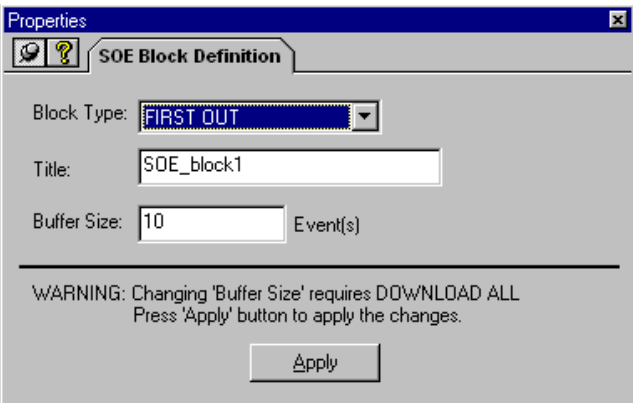 Properties
SOE Block Definition
Block Type: FIRST OUT
Title: SOE_block1
Buffer Size: 10 Event(s)
WARNING: Changing 'Buffer Size' requires DOWNLOAD ALL
Press 'Apply' button to apply the changes.
Apply